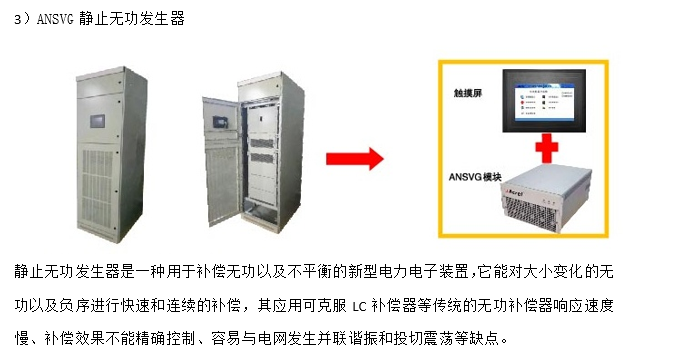 3）ANSVG 静止无功发生器
触摸屏
ANSVG模块
静止无功发生器是一种用于补偿无功以及不平衡的新型电力电子装置,它能对大小变化的无
功以及负序进行快速和连续的补偿，其应用可克服 LC 补偿器等传统的无功补偿器响应速度
慢、补偿效果不能精确控制、容易与电网发生并联谐振和投切震荡等缺点。